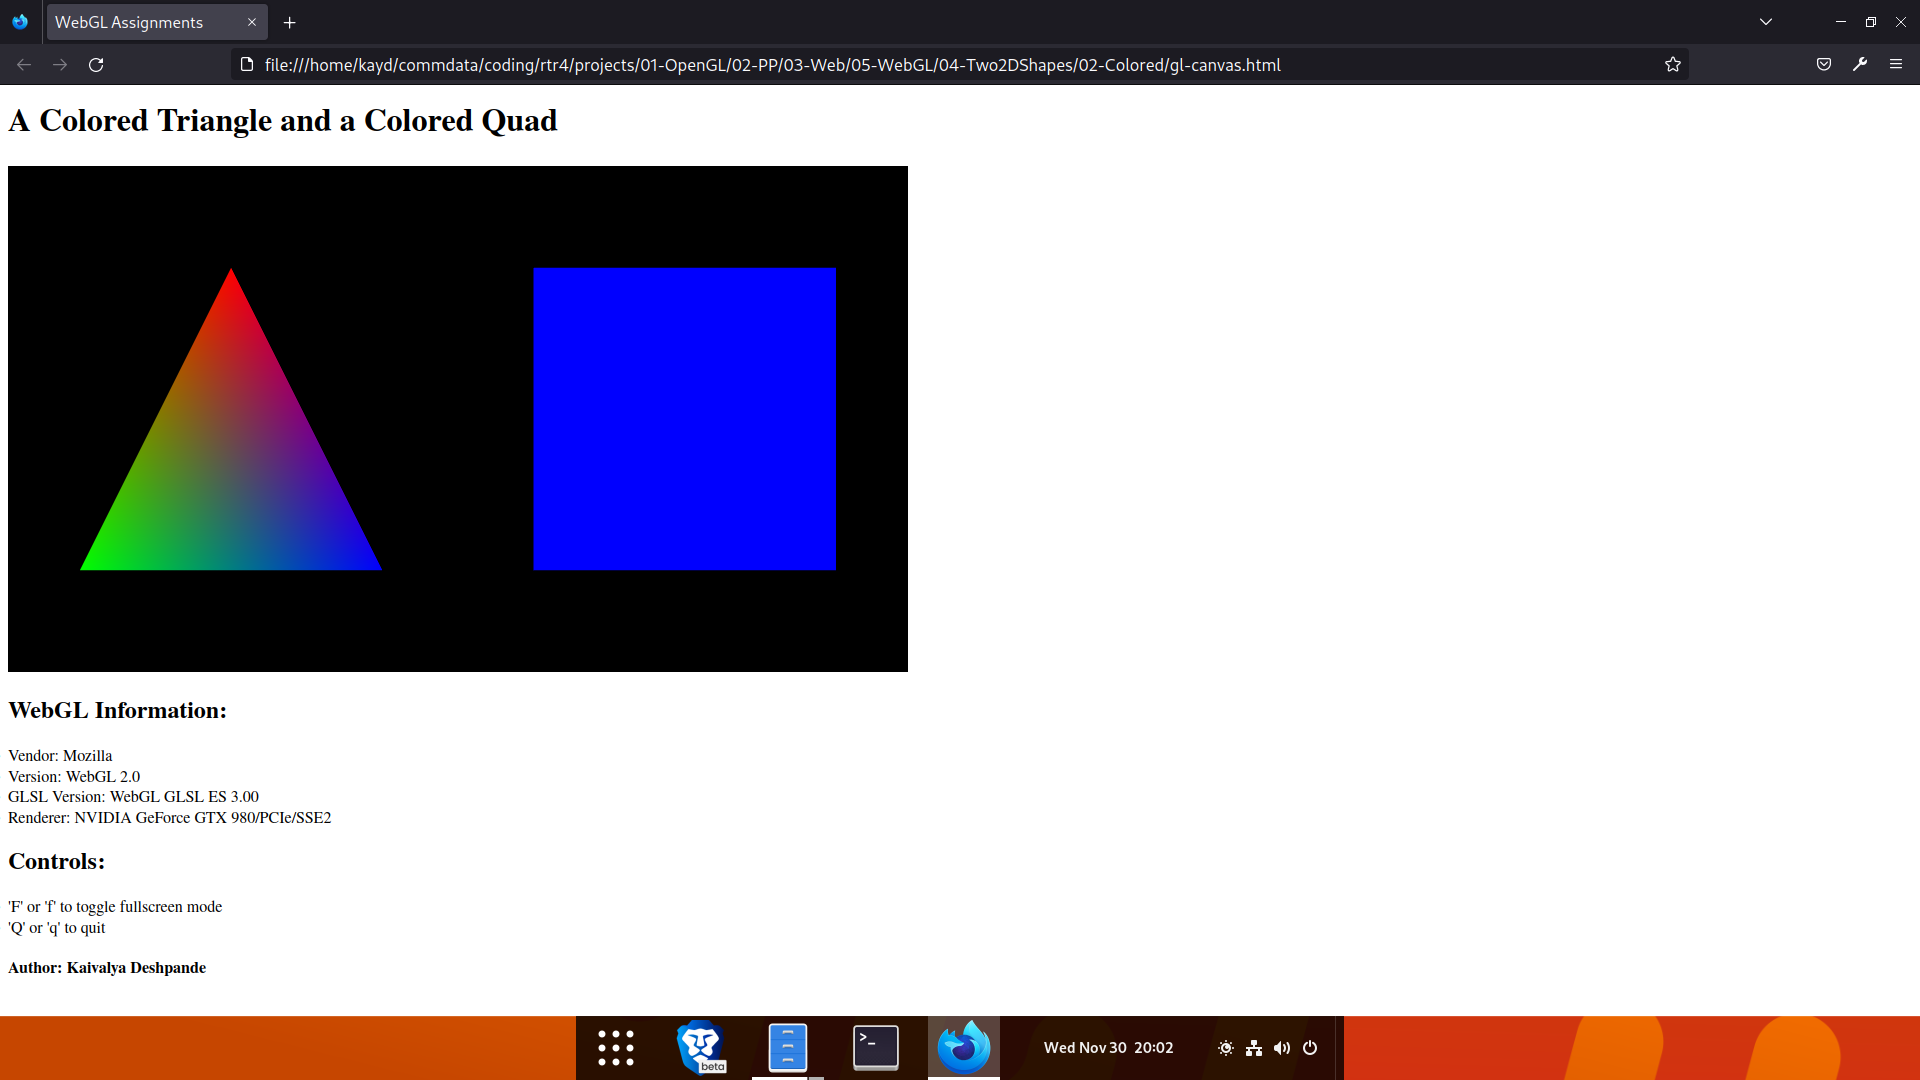 WebGL Assignments
file:///home/kayd/commdata/coding/rtr4/projects/01-OpenGL/02-PP/03-Web/05-WebGL/04-Two2DShapes/02-Colored/gl-canvas.html
A Colored Triangle and a Colored Quad
WebGL Information:
Vendor: Mozilla
Version: WebGL 2.0
GLSL Version: WebGL GLSL ES 3.00
Renderer: NVIDIA GeForce GTX 980/PCIe/SSE2
Controls:
'F' or 'f' to toggle fullscreen mode
'Q' or 'q' to quit
Author: Kaivalya Deshpande
beta
>_
Wed Nov 30 20:02